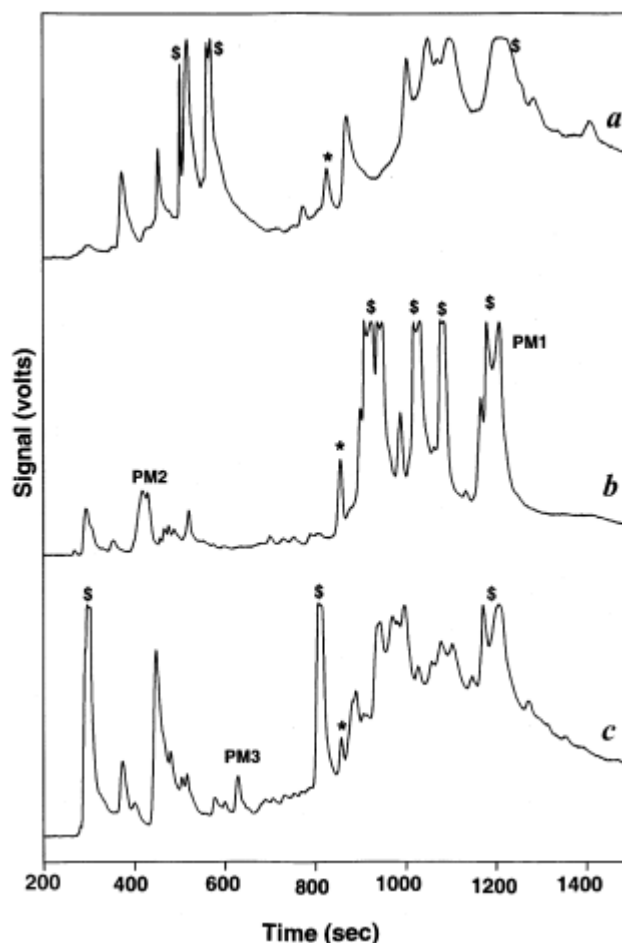 $ $ $
* a
$ $ $ $
PM1
*
PM2 b
$ $ $
c
*
PM3
Signal (volts)
200 400 600 800 1000 1200 1400
Time (sec)